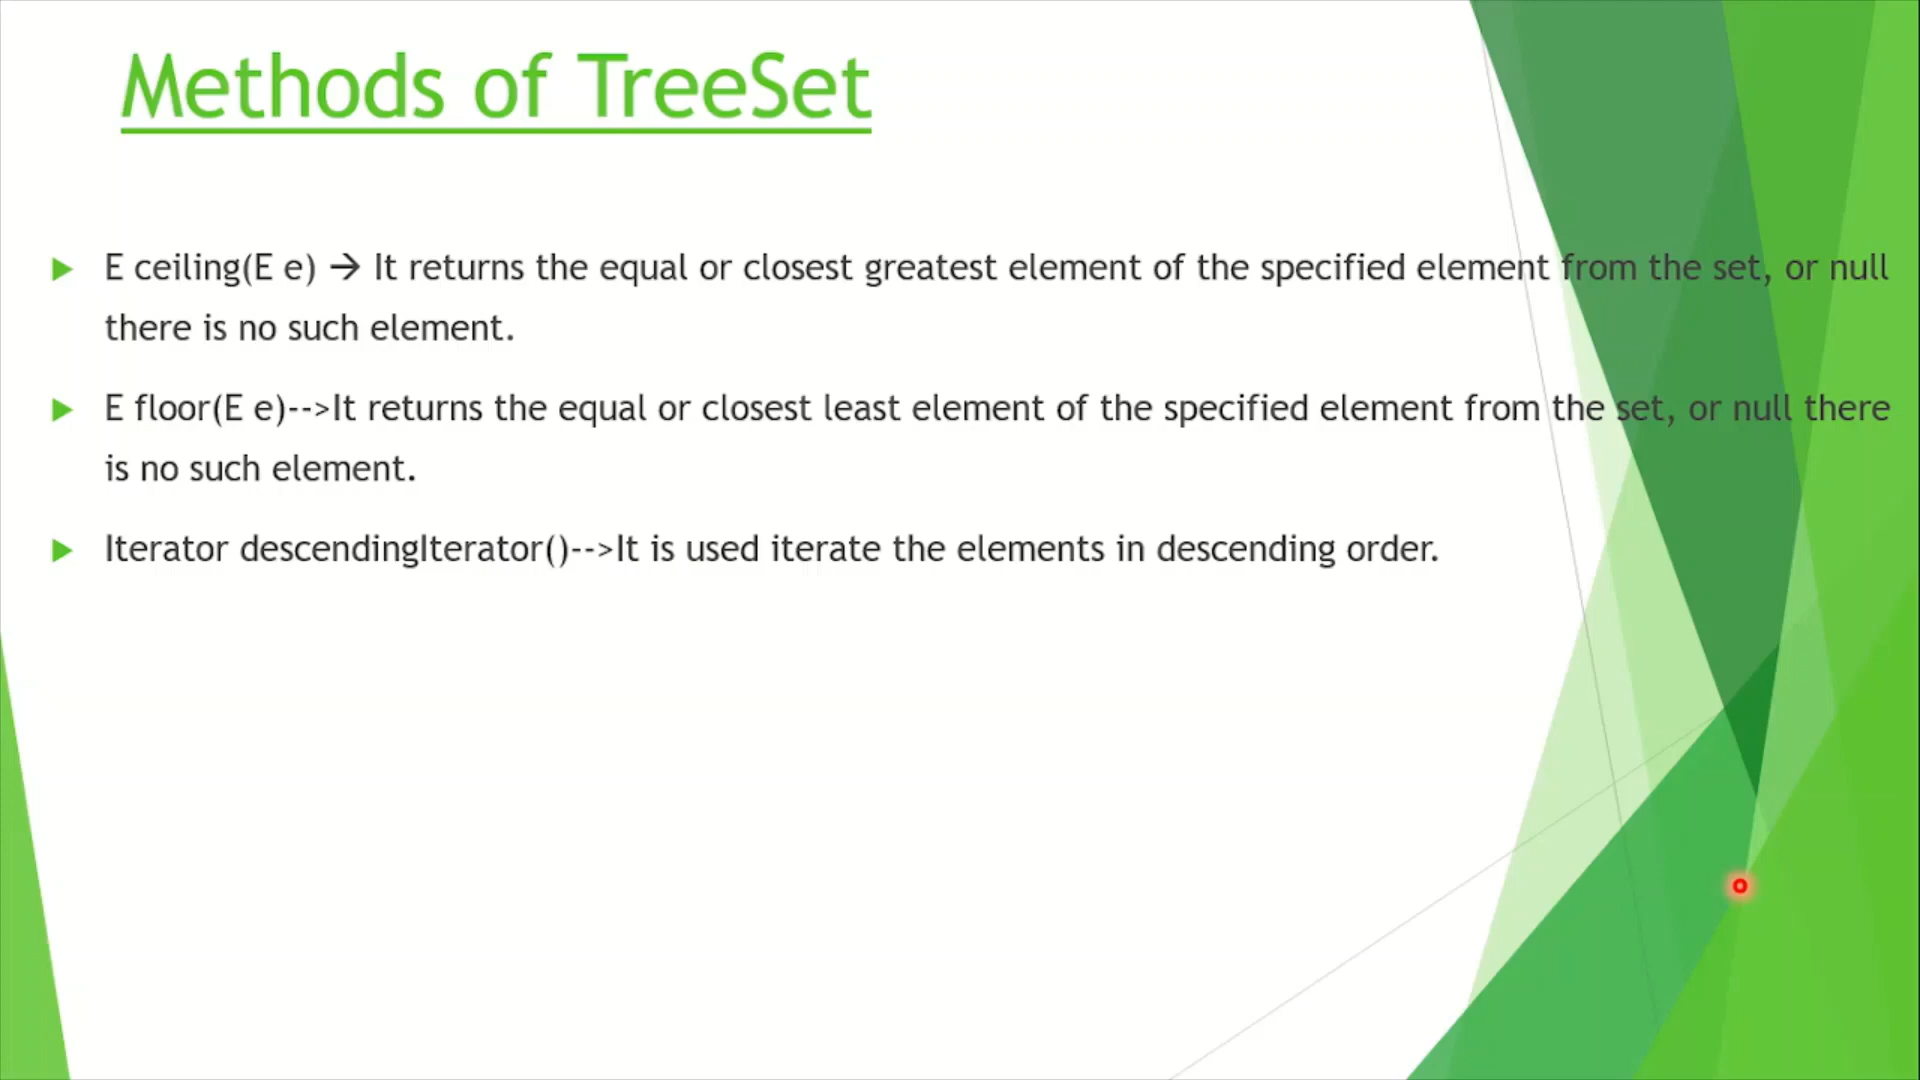 Methods of TreeSet
E ceiling(E e) → It returns the equal or closest greatest element of the specified element from the set, or null
there is no such element.
E floor(E e)-->It returns the equal or closest least element of the specified element from the set, or null there
is no such element.
Iterator descendingIterator()-->It is used iterate the elements in descending order.